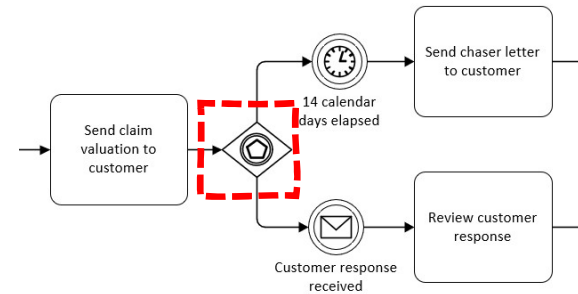 Send claim
valuation to
customer
14 calendar
days elapsed
Send chaser letter
to customer
Customer response
received
Review customer
response